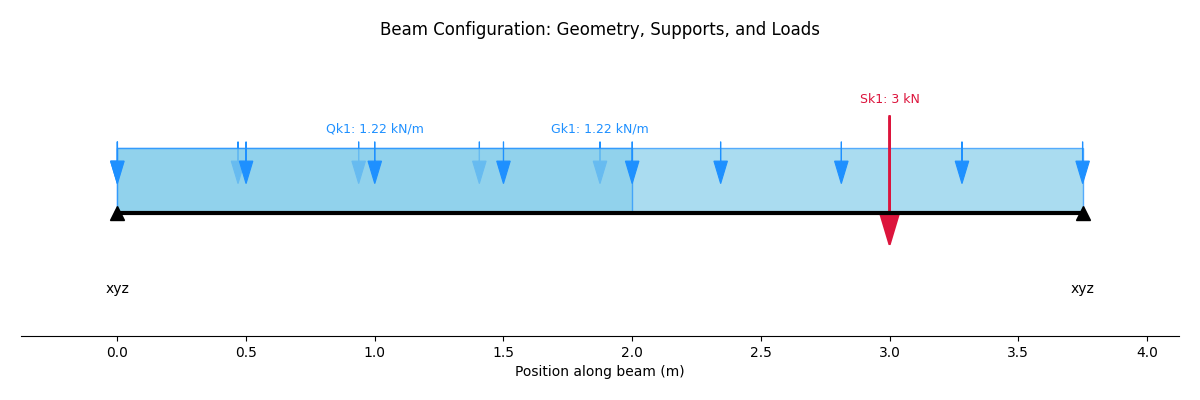 Beam Configuration: Geometry, Supports, and Loads
Sk1: 3 kN
Qk1: 1.22 kN/m
Gk1: 1.22 kN/m
xyz
xyz
0.0
0.5
1.0
1.5
2.0
2.5
3.0
3.5
4.0
Position along beam (m)